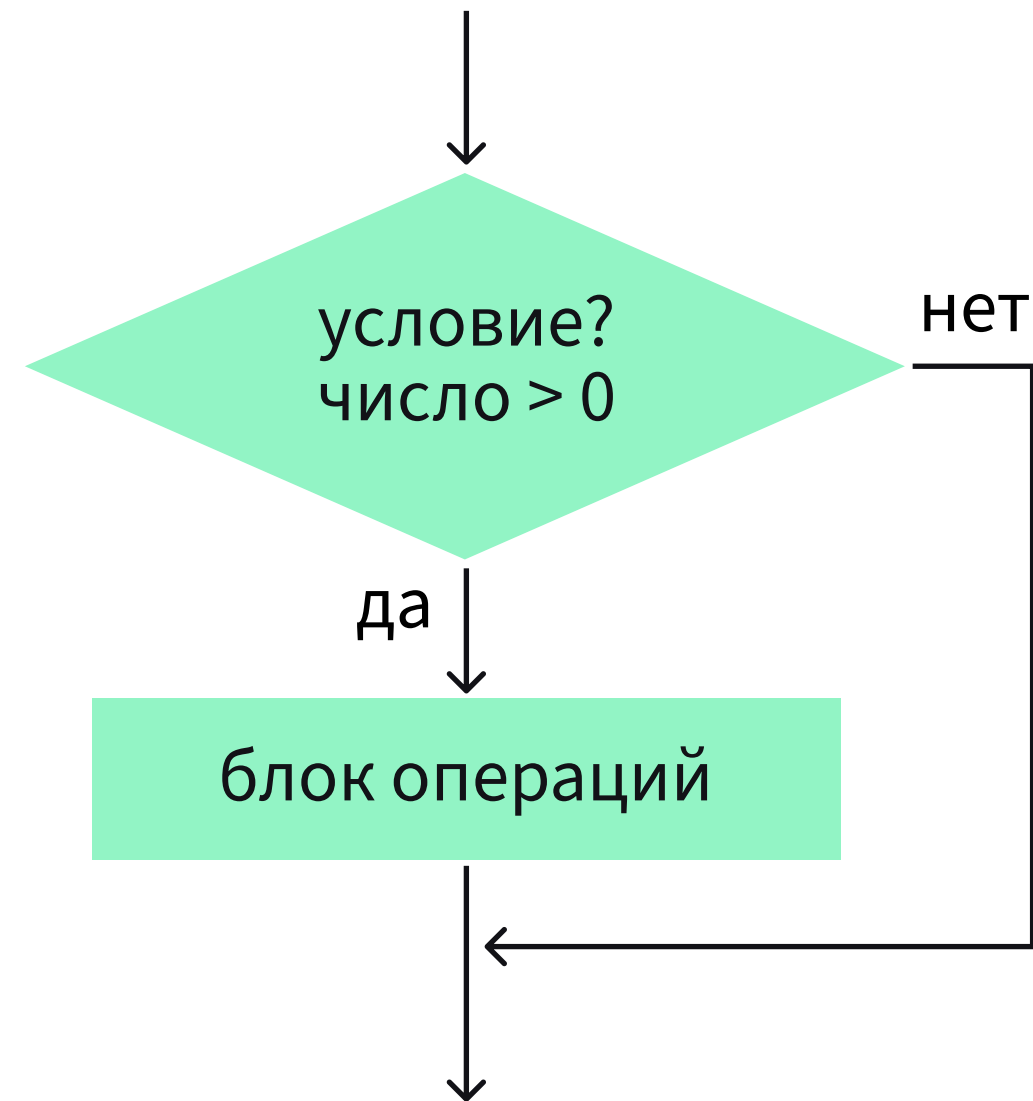 условие?
число > 0
нет
да
блок операций